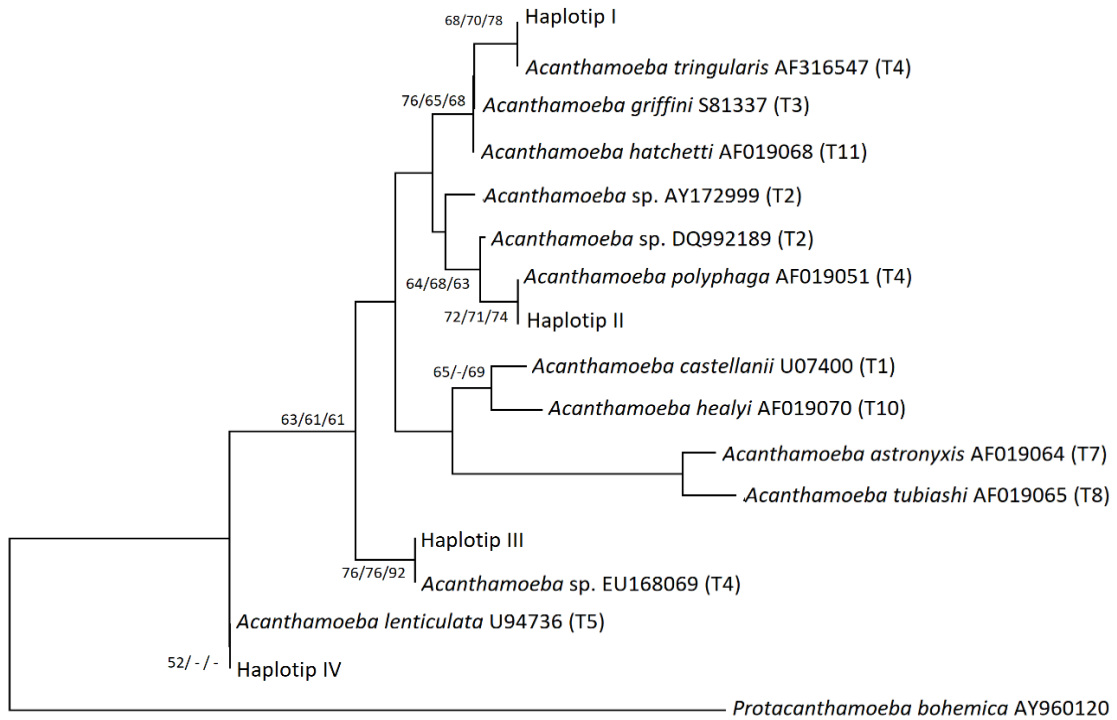 68/70/78
Haplotip I
Acanthamoeba tringularis AF316547 (T4)
76/65/68
Acanthamoeba griffini S81337 (T3)
Acanthamoeba hatchetti AF019068 (T11)
Acanthamoeba sp. AY172999 (T2)
Acanthamoeba sp. DQ992189 (T2)
64/68/63
Acanthamoeba polyphaga AF019051 (T4)
72/71/74
Haplotip II
Acanthamoeba castellanii U07400 (T1)
65/-/69
Acanthamoeba healyi AF019070 (T10)
63/61/61
Acanthamoeba astronyxis AF019064 (T7)
Acanthamoeba tubiashi AF019065 (T8)
Haplotip III
76/76/92
Acanthamoeba sp. EU168069 (T4)
Acanthamoeba lenticulata U94736 (T5)
52/ - / -
Haplotip IV
Protacanthamoeba bohemica AY960120